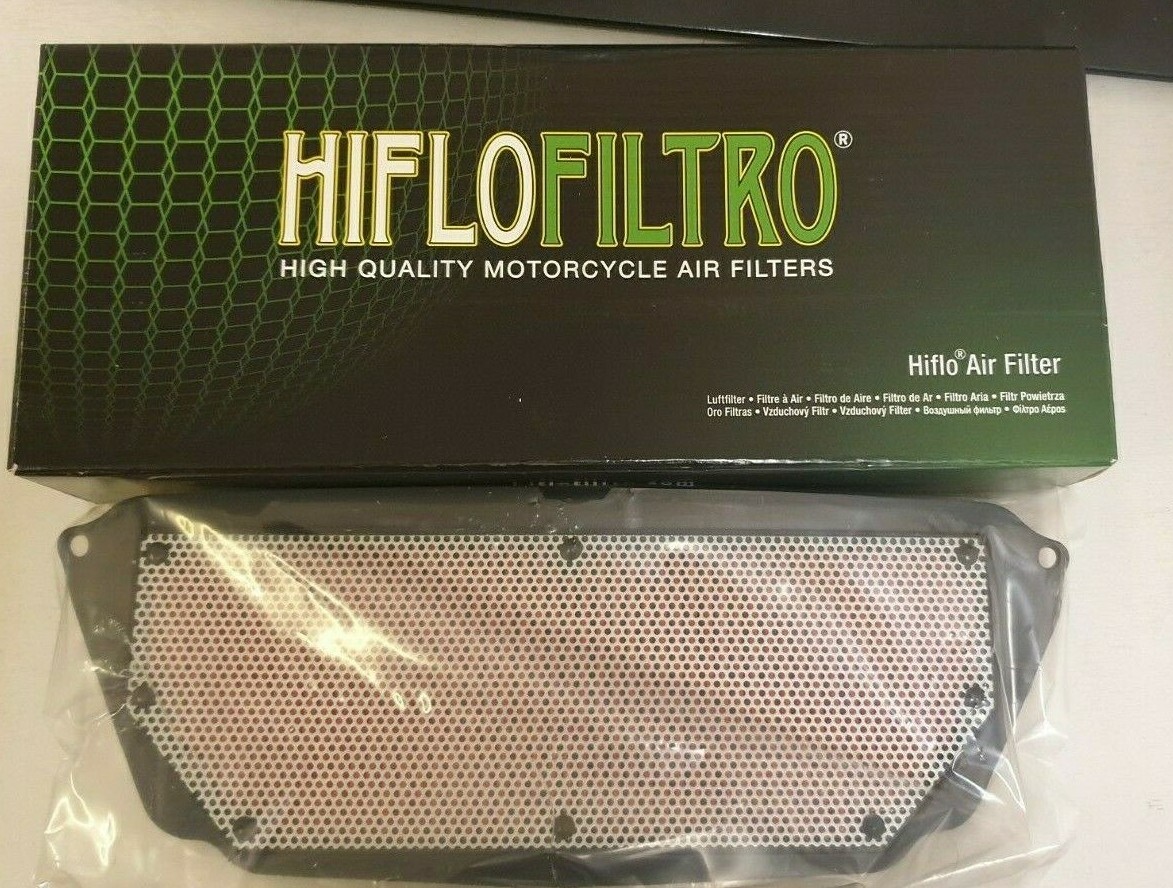 HIFLOFILTRO®
HIGH QUALITY MOTORCYCLE AIR FILTERS
Hiflo® Air Filter
Luftfilter • Filtre à Air • Filtro de Aire • Filtro de Ar • Filtro Aria • Filtr Powietrza
Oro Filtras • Vzduchový Filtr • Vzduchový Filter • Воздушный фильтр • Φίλτρο Αέρος